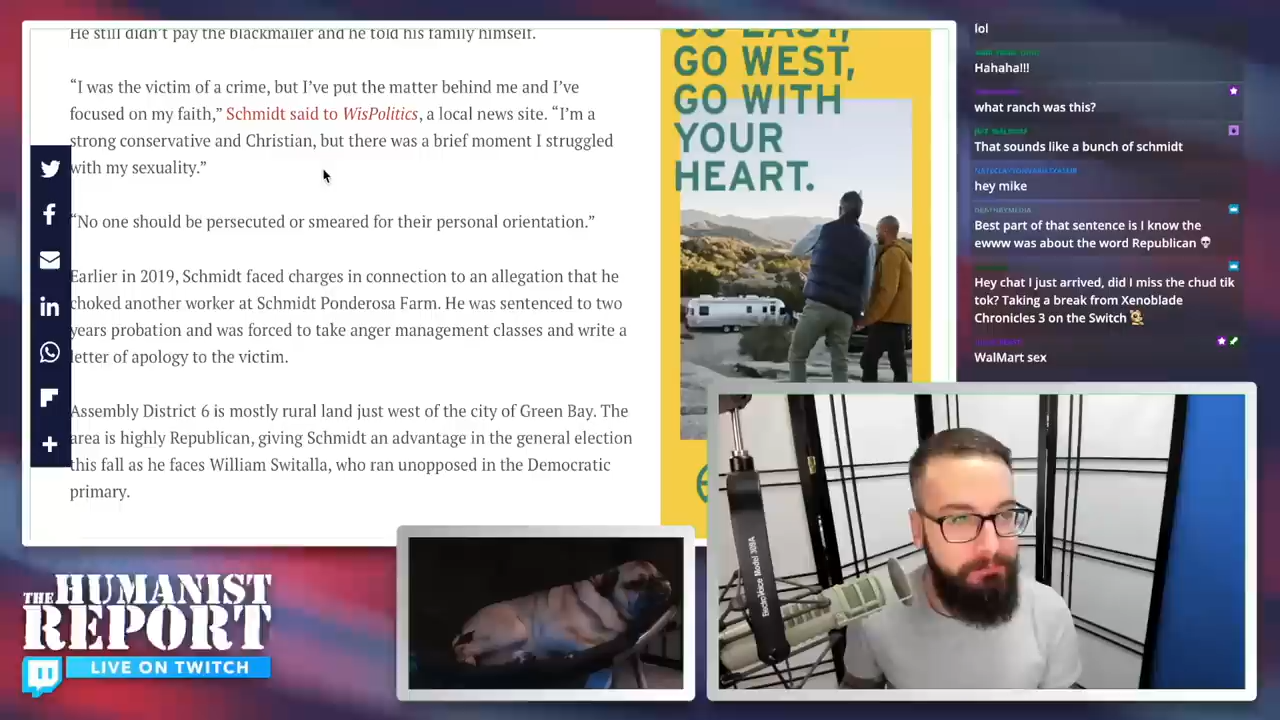 He still didn't pay the blackmailer and he told his family himself.
“I was the victim of a crime, but I’ve put the matter behind me and I’ve
focused on my faith,” Schmidt said to WisPolitics, a local news site. “I’m a
strong conservative and Christian, but there was a brief moment I struggled
with my sexuality.”
“No one should be persecuted or smeared for their personal orientation.”
Earlier in 2019, Schmidt faced charges in connection to an allegation that he
choked another worker at Schmidt Ponderosa Farm. He was sentenced to two
years probation and was forced to take anger management classes and write a
letter of apology to the victim.
Assembly District 6 is mostly rural land just west of the city of Green Bay. The
area is highly Republican, giving Schmidt an advantage in the general election
this fall as he faces William Switalla, who ran unopposed in the Democratic
primary.
GO EAST,
GO WEST,
GO WITH
YOUR
HEART.
lol
Hahaha!!!
what ranch was this?
That sounds like a bunch of schmidt
hey mike
DEATHBYMEDIA
Best part of that sentence is I know the
ewww was about the word Republican 💀
Hey chat I just arrived, did I miss the chud tik
tok? Taking a break from Xenoblade
Chronicles 3 on the Switch
WalMart sex
Electro Voice Model 309A
THE HUMANIST
REPORT
LIVE ON TWITCH